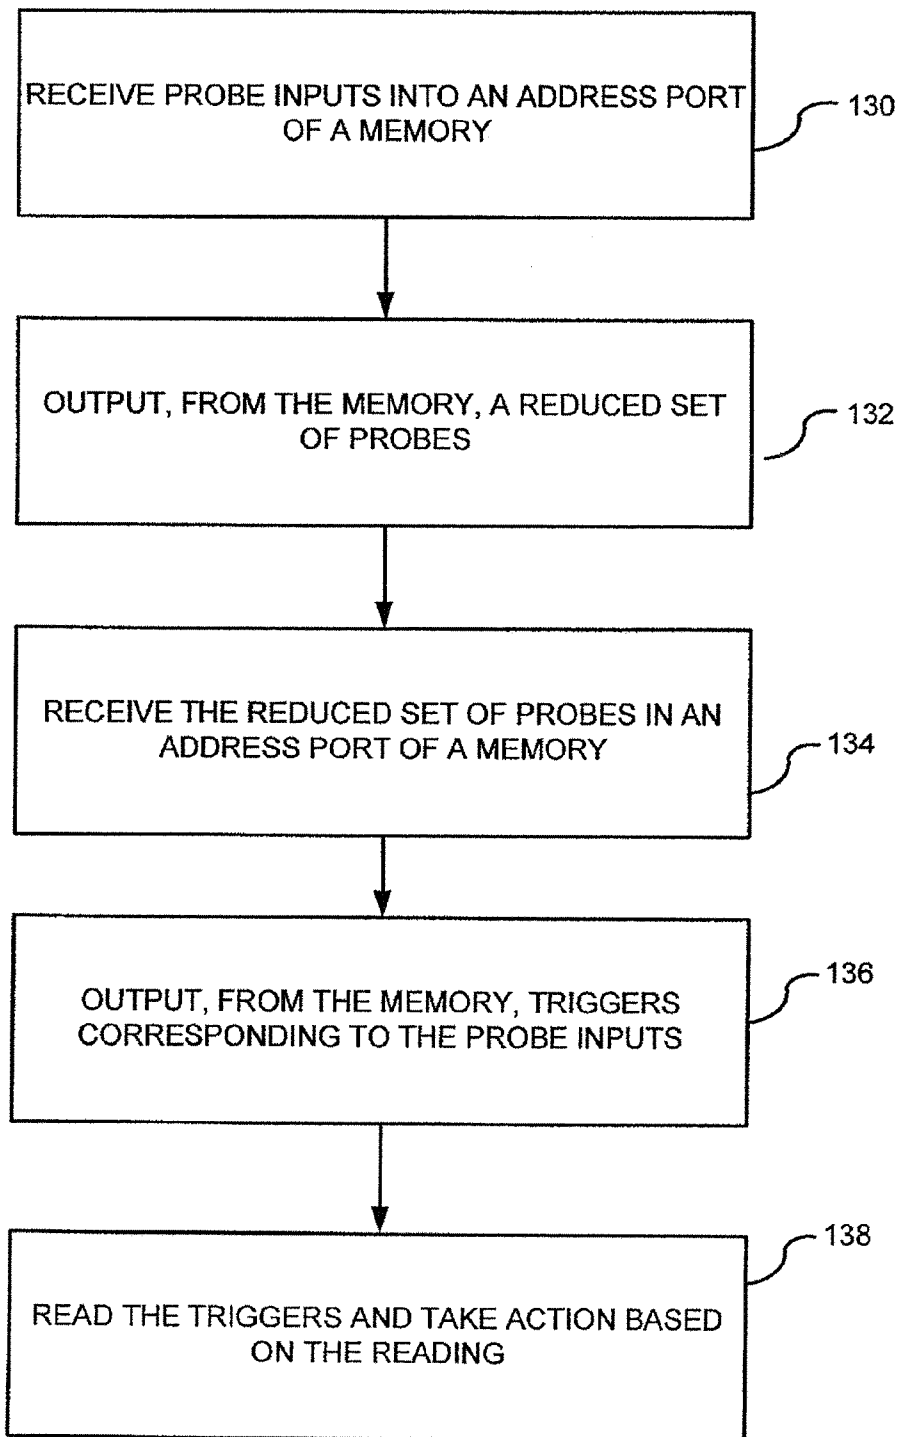 RECEIVE PROBE INPUTS INTO AN ADDRESS PORT
OF A MEMORY
130
OUTPUT, FROM THE MEMORY, A REDUCED SET
OF PROBES
132
RECEIVE THE REDUCED SET OF PROBES IN AN
ADDRESS PORT OF A MEMORY
134
OUTPUT, FROM THE MEMORY, TRIGGERS
CORRESPONDING TO THE PROBE INPUTS
136
READ THE TRIGGERS AND TAKE ACTION BASED
ON THE READING
138